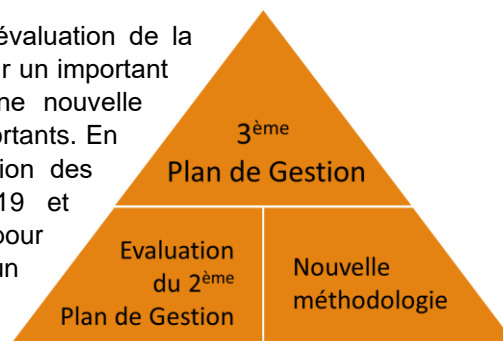 évaluation de la
r un important
ne nouvelle
ortants. En
ion des
19 et
pour
un
3ème
Plan de Gestion
Evaluation
du 2ème
Plan de Gestion
Nouvelle
méthodologie